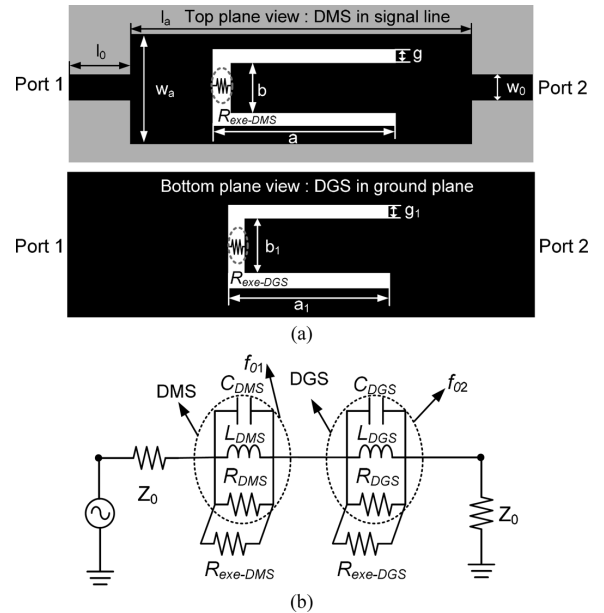 Top plane view : DMS in signal line
la
l0
Port 1
wa
b
g
w0
Port 2
Rexe-DMS
a
Bottom plane view : DGS in ground plane
Port 1
b1
g1
Port 2
Rexe-DGS
a1
(a)
f01
DMS
CDMS
DGS
CDGS
f02
LDMS
LDGS
Z0
RDMS
RDGS
Z0
Rexe-DMS
Rexe-DGS
(b)